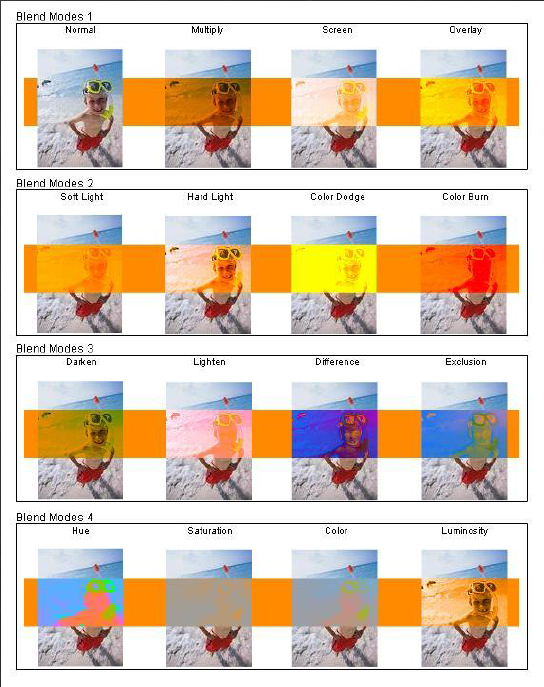 Blend Modes 1
Normal Multiply Screen Overlay
Blend Modes 2
Soft Light Hard Light Color Dodge Color Burn
Blend Modes 3
Darken Lighten Difference Exclusion
Blend Modes 4
Hue Saturation Color Luminosity